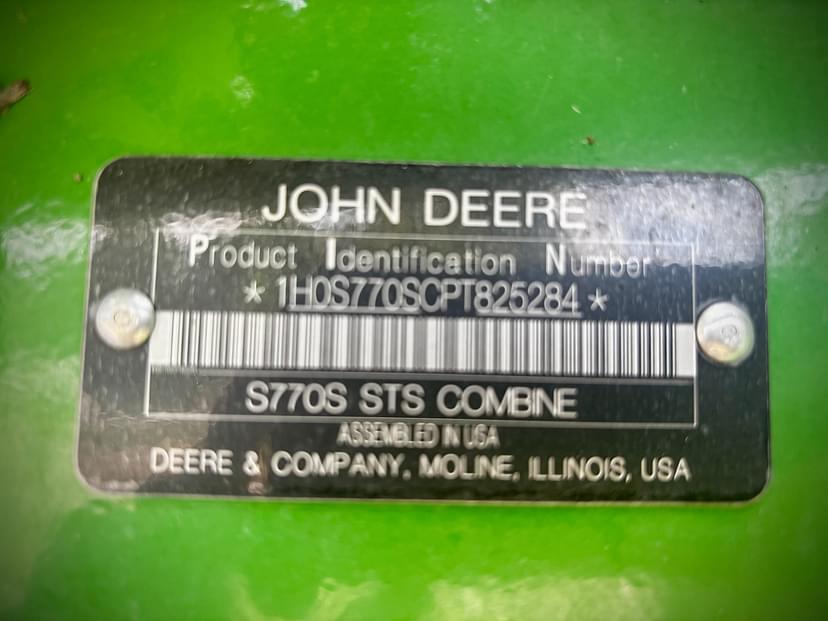 JOHN DEERE
Product Identification Number
* 1H0S770SCPT825284 *
S770S STS COMBINE
ASSEMBLED IN USA
DEERE & COMPANY, MOLINE, ILLINOIS, USA